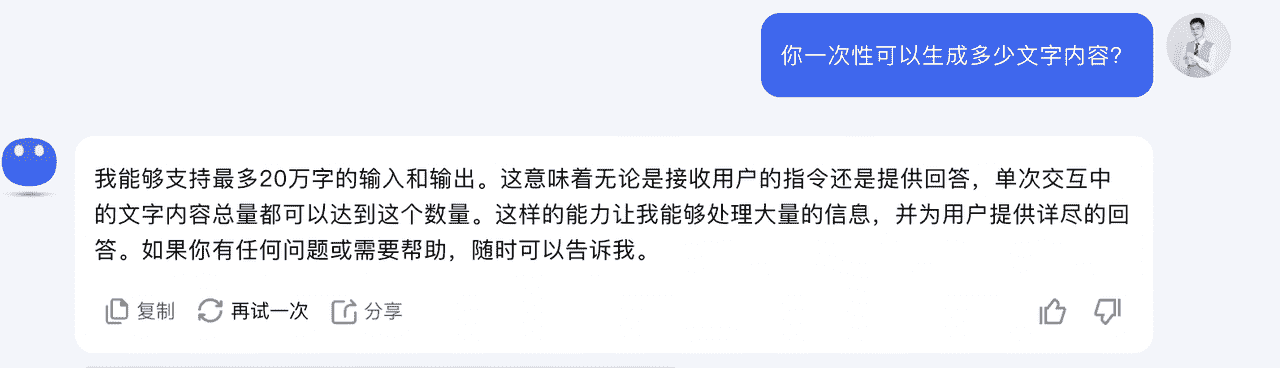 你一次性可以生成多少文字内容？
我能够支持最多20万字的输入和输出。这意味着无论是接收用户的指令还是提供回答，单次交互中
的文字内容总量都可以达到这个数量。这样的能力让我能够处理大量的信息，并为用户提供详尽的回
答。如果你有任何问题或需要帮助，随时可以告诉我。
复制 再试一次 分享